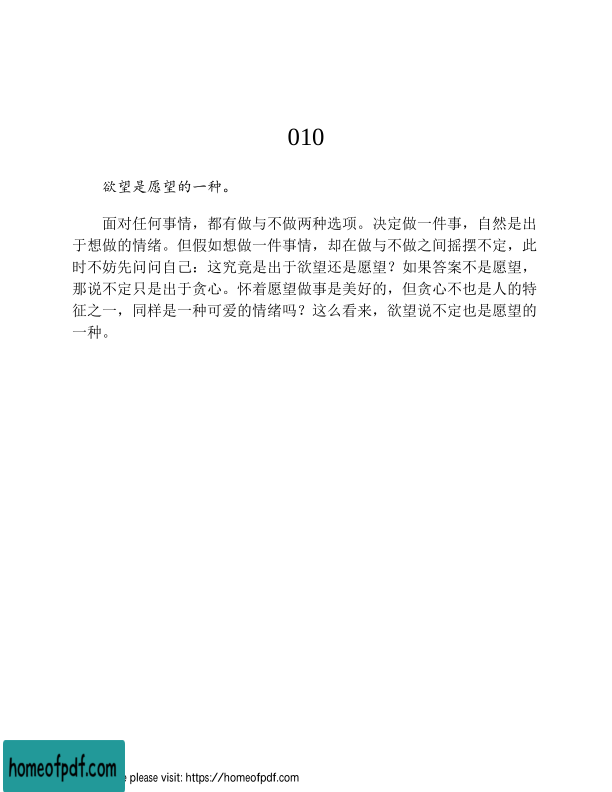 010
欲望是愿望的一种。
面对任何事情，都有做与不做两种选项。决定做一件事，自然是出
于想做的情绪。但假如想做一件事情，却在做与不做之间摇摆不定，此
时不妨先问问自己：这究竟是出于欲望还是愿望？如果答案不是愿望，
那说不定只是出于贪心。怀着愿望做事是美好的，但贪心不也是人的特
征之一，同样是一种可爱的情绪吗？这么看来，欲望说不定也是愿望的
一种。
homeofpdf.com
e please visit: https://homeofpdf.com